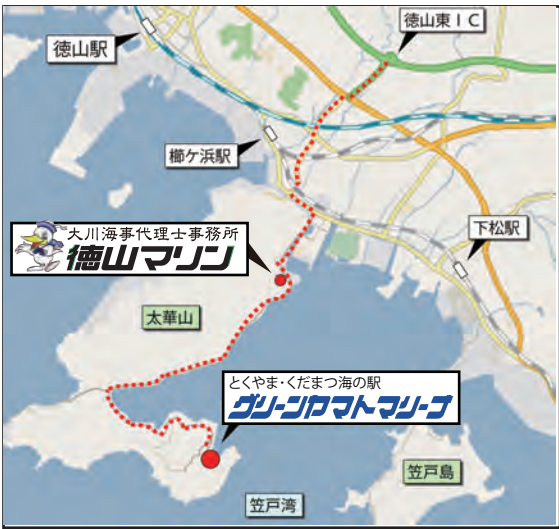 徳山東IC
徳山駅
櫛ケ浜駅
下松駅
大川海事代理士事務所
徳山マリン
太華山
とくやま・くだまつ海の駅
グリーンヤマトマリーナ
笠戸島
笠戸湾